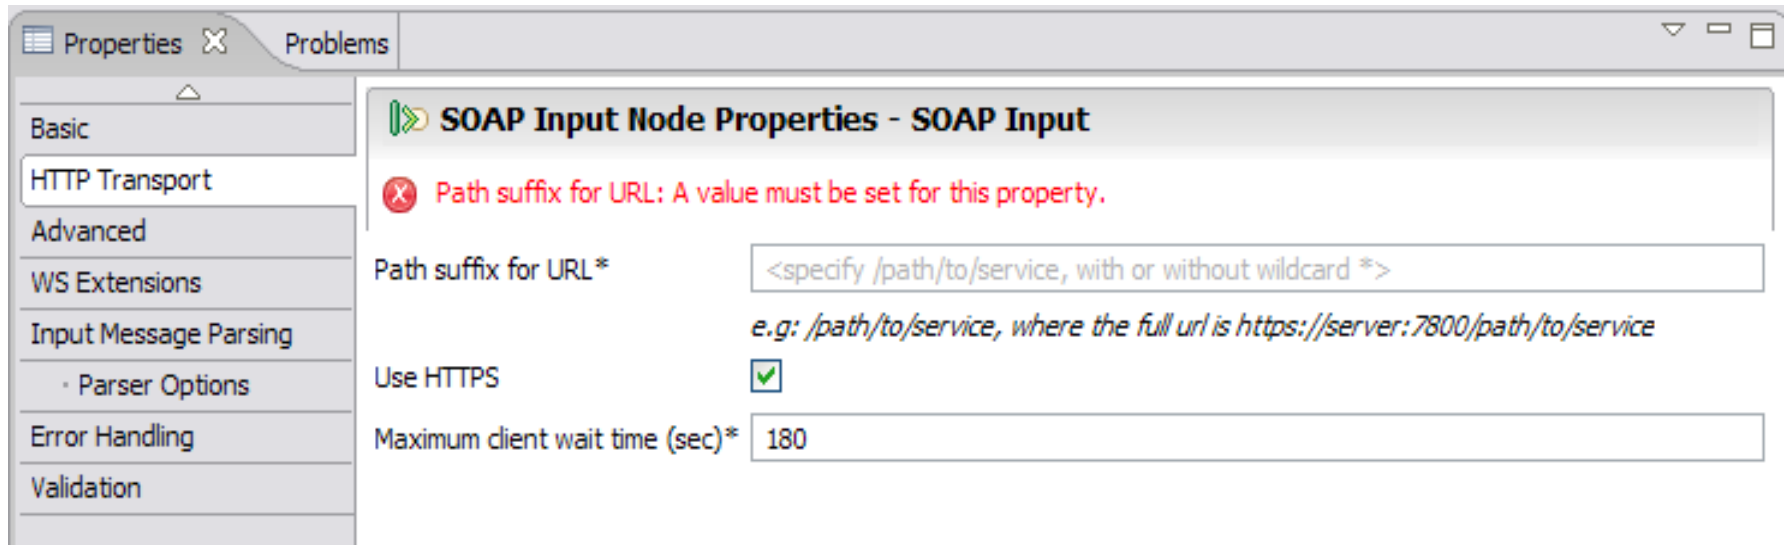 Properties Problems
Basic
HTTP Transport
Advanced
WS Extensions
Input Message Parsing
Parser Options
Error Handling
Validation
SOAP Input Node Properties - SOAP Input
Path suffix for URL: A value must be set for this property.
Path suffix for URL* <specify /path/to/service, with or without wildcard *>
e.g: /path/to/service, where the full url is https://server:7800/path/to/service
Use HTTPS
Maximum client wait time (sec)* 180